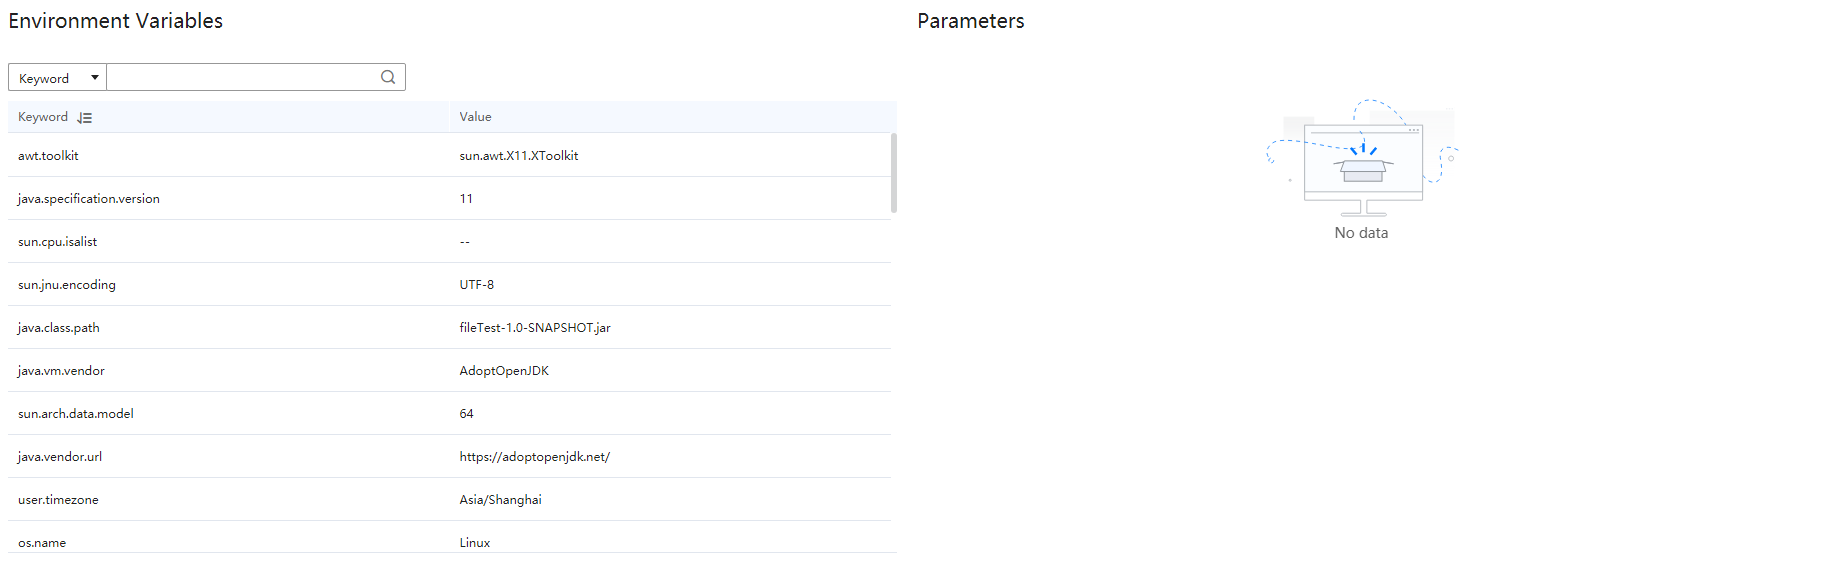 Environment Variables
Keyword
Keyword Value
awt.toolkit sun.awt.X11.XToolkit
java.specification.version 11
sun.cpu.isalist --
sun.jnu.encoding UTF-8
java.class.path fileTest-1.0-SNAPSHOT.jar
java.vm.vendor AdoptOpenJDK
sun.arch.data.model 64
java.vendor.url https://adoptopenjdk.net/
user.timezone Asia/Shanghai
os.name Linux
Parameters
No data